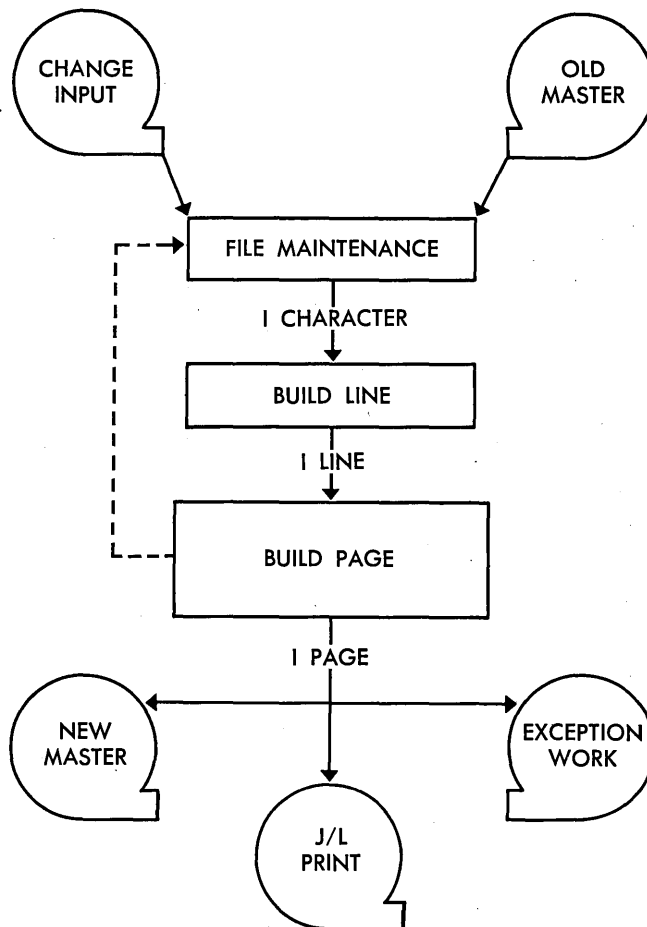 CHANGE
INPUT
OLD
MASTER
FILE MAINTENANCE
1 CHARACTER
BUILD LINE
1 LINE
BUILD PAGE
1 PAGE
NEW
MASTER
EXCEPTION
WORK
J/L
PRINT